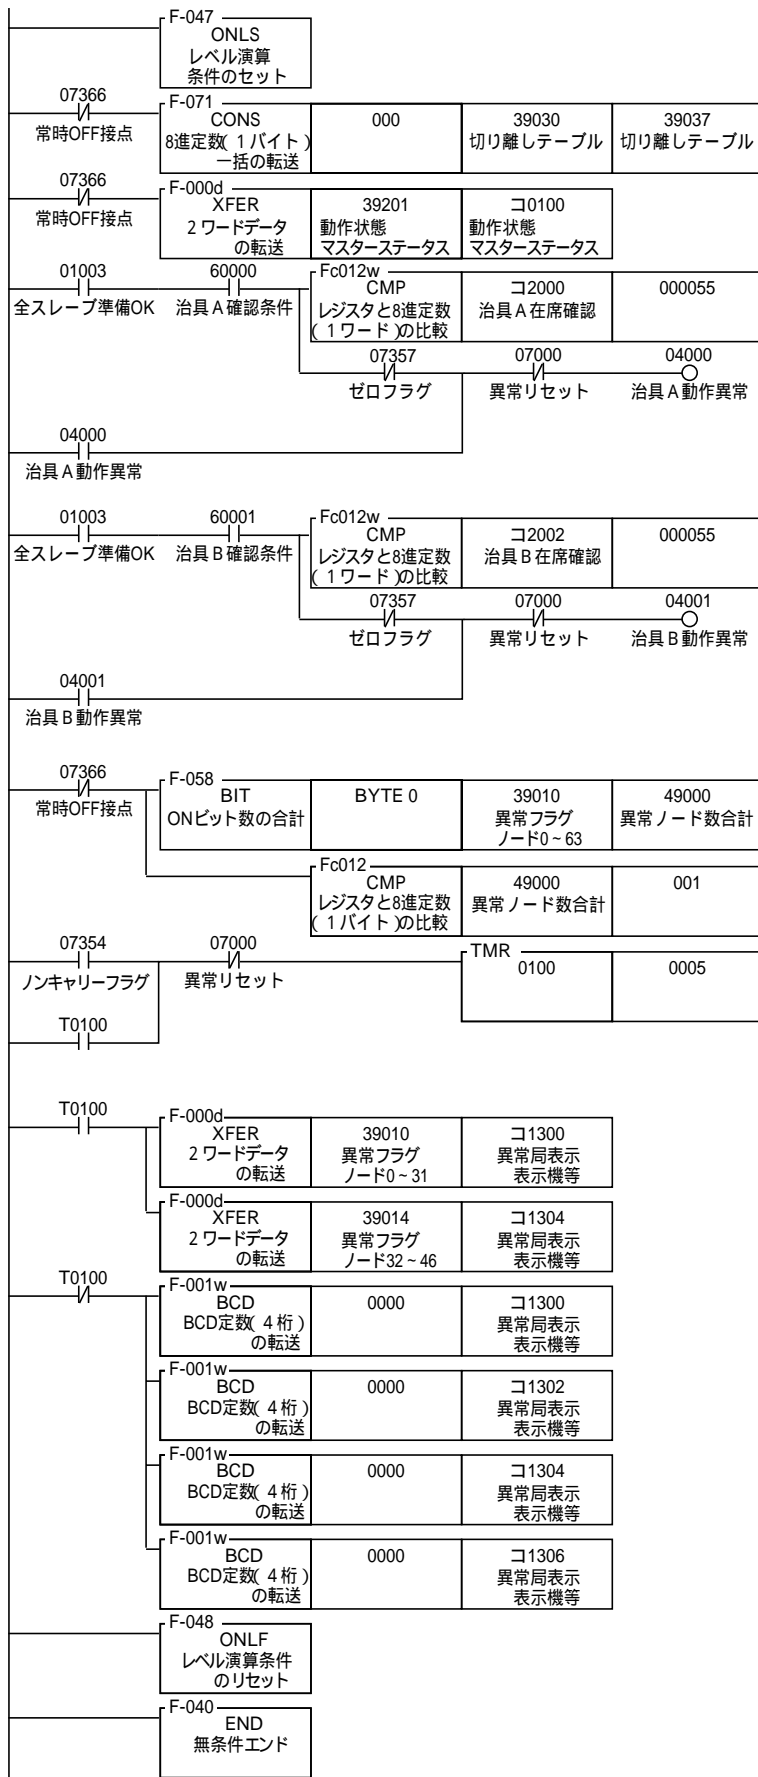 F-047
ONLS
レベル演算
条件のセット
07366
常時OFF接点
F-071
CONS
8進定数(1バイト)
一括の転送
000
39030
切り離しテーブル
39037
切り離しテーブル
07366
常時OFF接点
F-000d
XFER
2ワードデータ
の転送
39201
動作状態
マスターステータス
コ0100
動作状態
マスターステータス
01003
全スレーブ準備OK
60000
治具A確認条件
Fc012w
CMP
レジスタと8進定数
(1ワード)の比較
コ2000
治具A在席確認
000055
07357
ゼロフラグ
07000
異常リセット
04000
治具A動作異常
04000
治具A動作異常
01003
全スレーブ準備OK
60001
治具B確認条件
Fc012w
CMP
レジスタと8進定数
(1ワード)の比較
コ2002
治具B在席確認
000055
07357
ゼロフラグ
07000
異常リセット
04001
治具B動作異常
04001
治具B動作異常
07366
常時OFF接点
F-058
BIT
ONビット数の合計
BYTE 0
39010
異常フラグ
ノード0~63
49000
異常ノード数合計
Fc012
CMP
レジスタと8進定数
(1バイト)の比較
49000
異常ノード数合計
001
07354
ノンキャリーフラグ
07000
異常リセット
TMR
0100
0005
T0100
T0100
F-000d
XFER
2ワードデータ
の転送
39010
異常フラグ
ノード0~31
コ1300
異常局表示
表示機等
F-000d
XFER
2ワードデータ
の転送
39014
異常フラグ
ノード32~46
コ1304
異常局表示
表示機等
T0100
F-001w
BCD
BCD定数(4桁)
の転送
0000
コ1300
異常局表示
表示機等
F-001w
BCD
BCD定数(4桁)
の転送
0000
コ1302
異常局表示
表示機等
F-001w
BCD
BCD定数(4桁)
の転送
0000
コ1304
異常局表示
表示機等
F-001w
BCD
BCD定数(4桁)
の転送
0000
コ1306
異常局表示
表示機等
F-048
ONLF
レベル演算条件
のリセット
F-040
END
無条件エンド